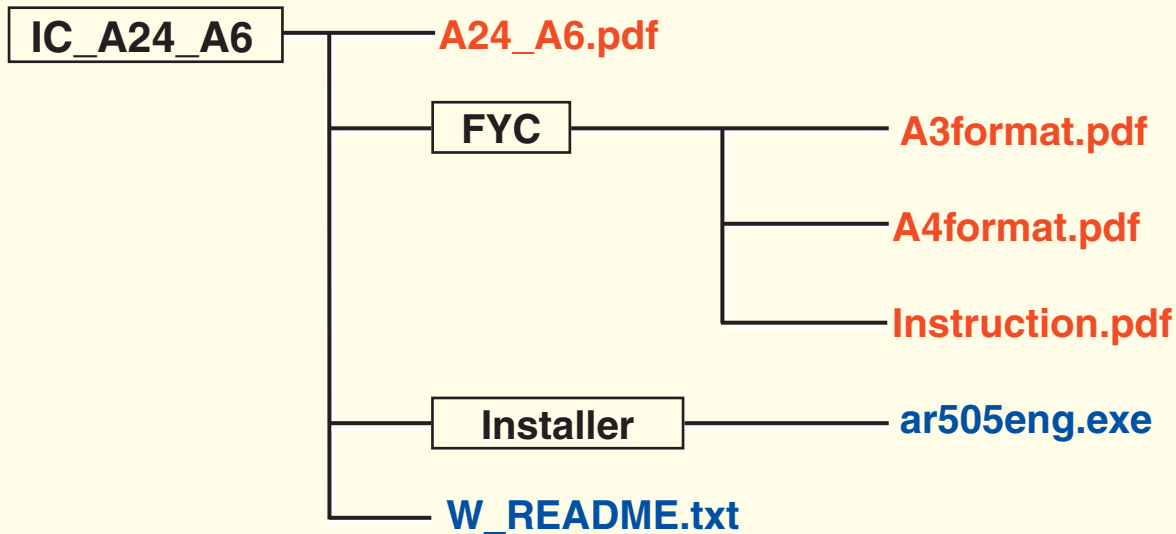 IC_A24_A6
A24_A6.pdf
FYC
A3format.pdf
A4format.pdf
Instruction.pdf
Installer
ar505eng.exe
W_README.txt